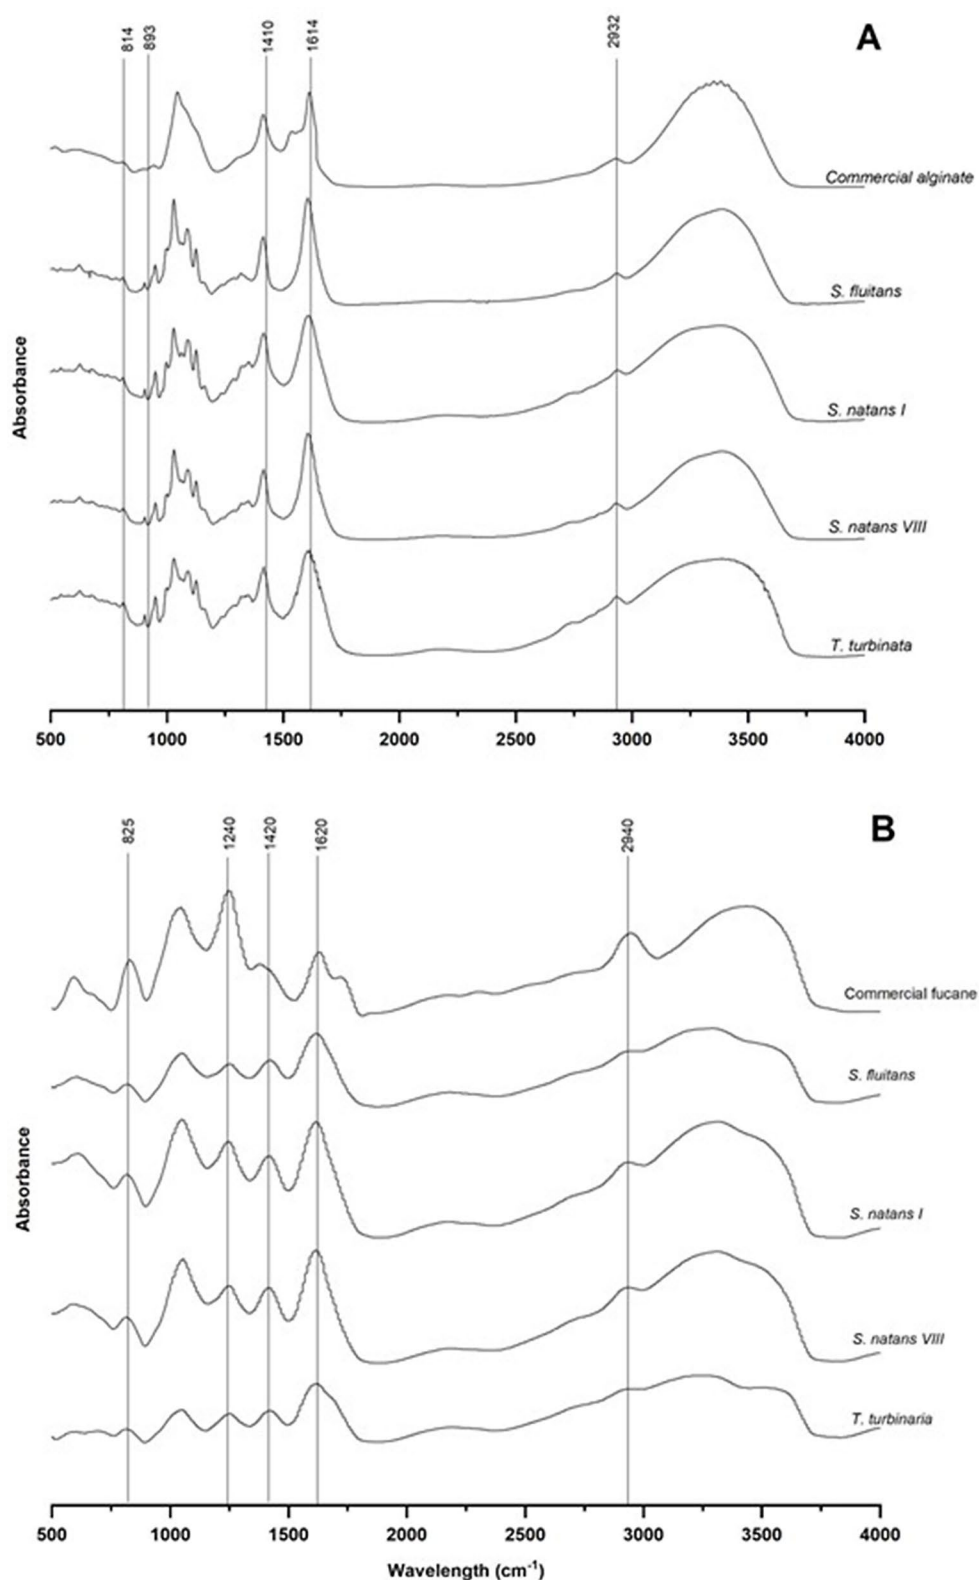 814
893
1410
1614
2932
A
Commercial alginate
S. fluitans
S. natans I
S. natans VIII
T. turbinata
Absorbance
500 1000 1500 2000 2500 3000 3500 4000
825
1240
1420
1620
2940
B
Commercial fucane
S. fluitans
S. natans I
S. natans VIII
T. turbinaria
Absorbance
500 1000 1500 2000 2500 3000 3500 4000
Wavelength (cm⁻¹)